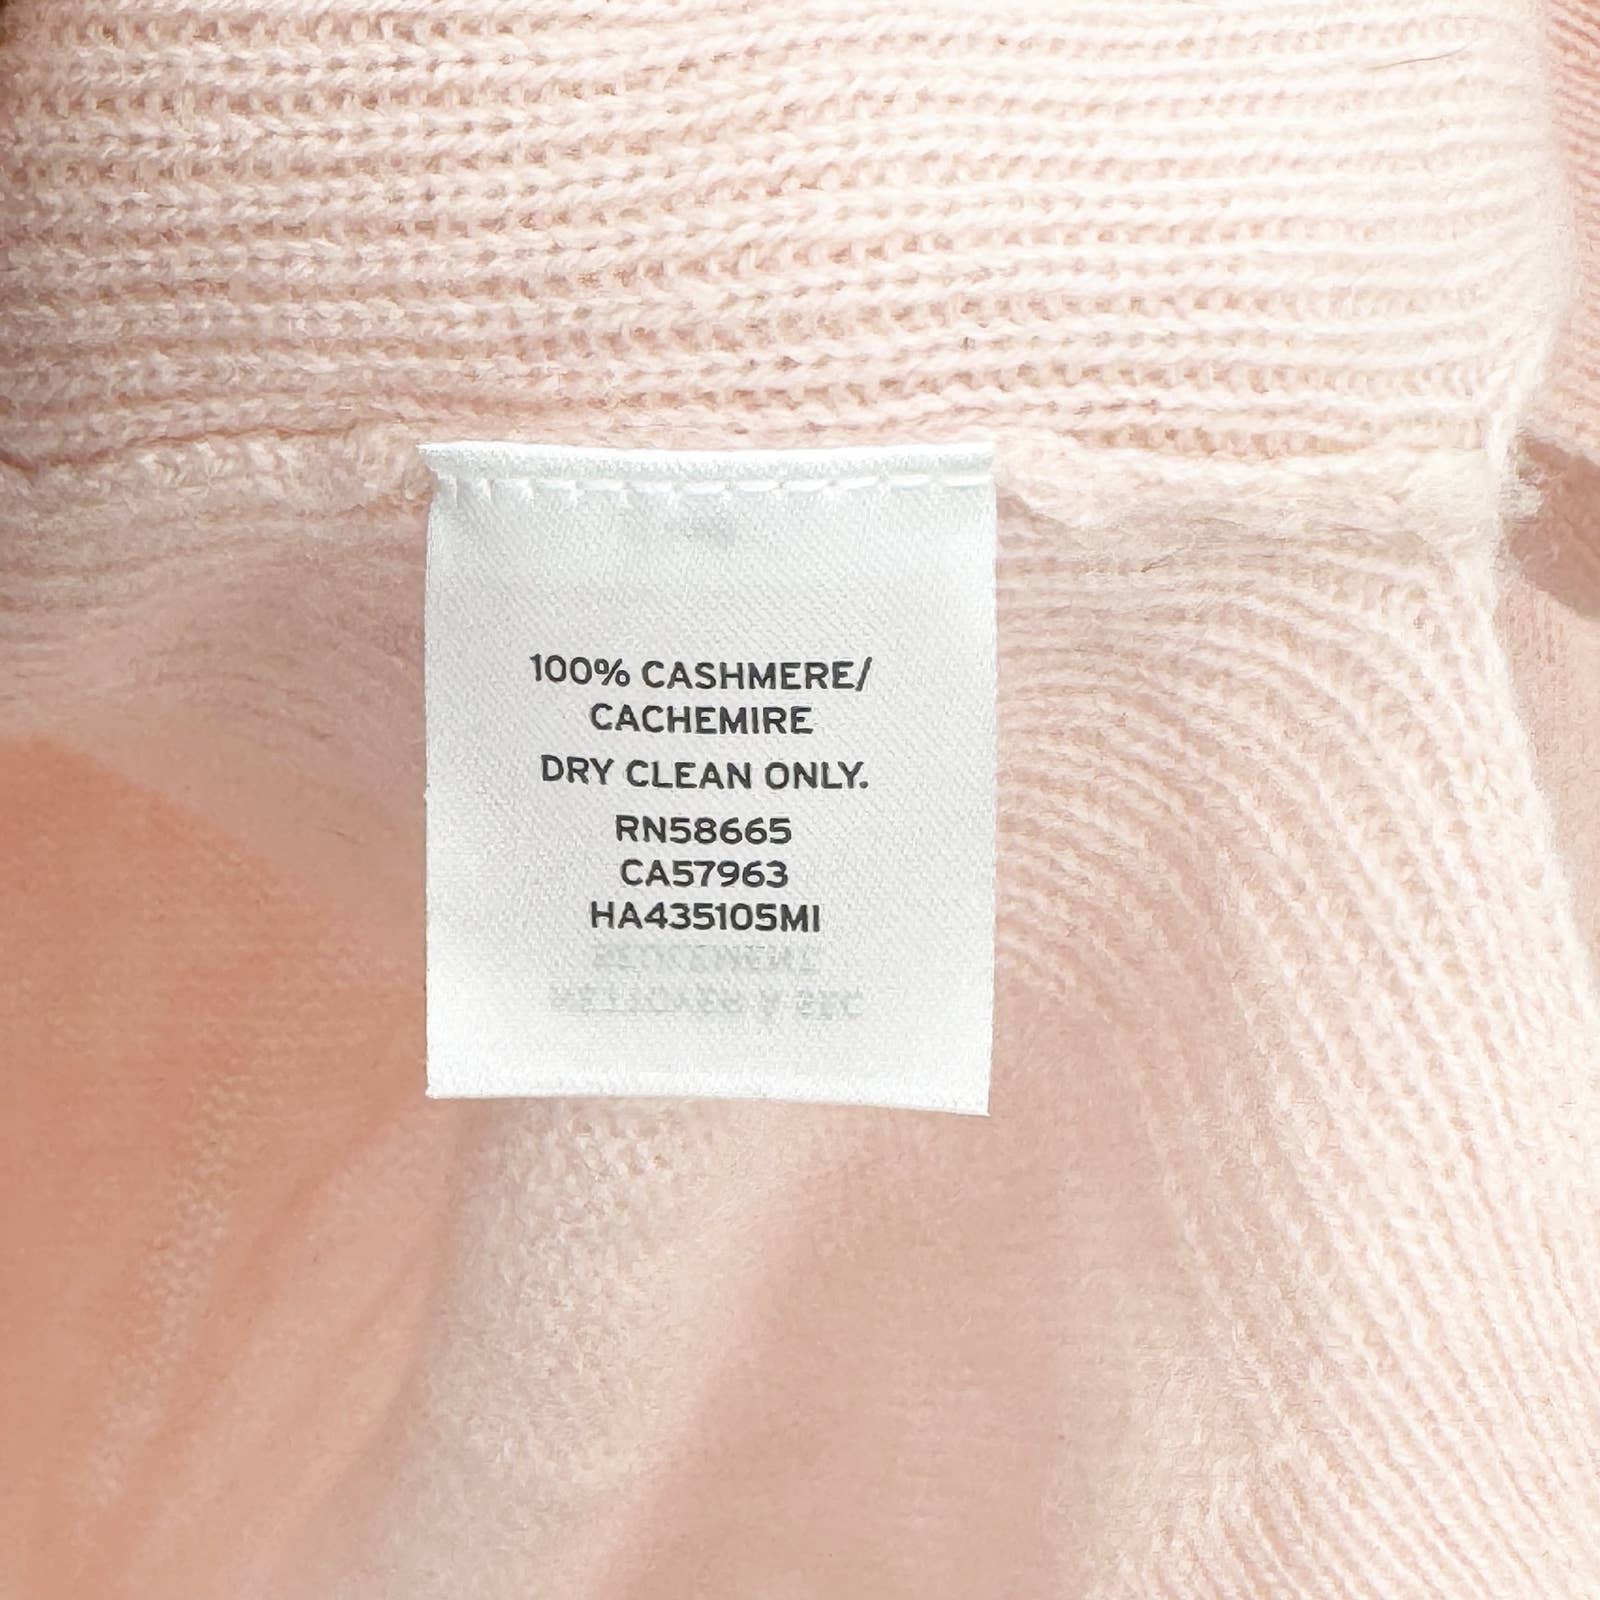 100% CASHMERE/
CACHEMIRE
DRY CLEAN ONLY.
RN58665
CA57963
HA435105MI